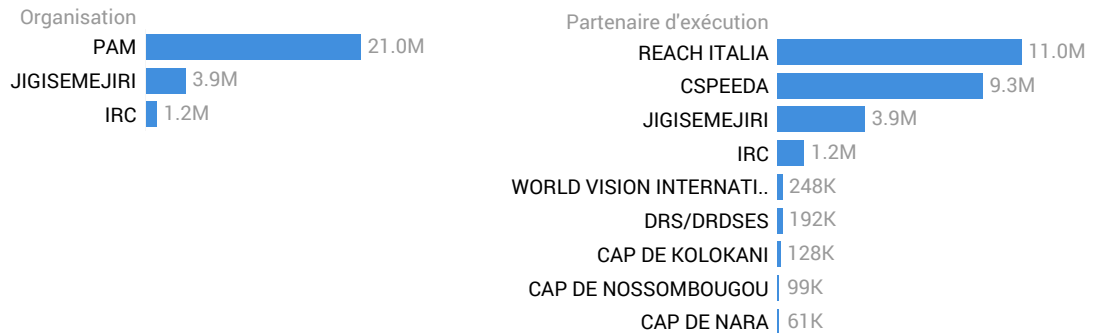 Organisation
PAM 21.0M
JIGISEMEJIRI 3.9M
IRC 1.2M
Partenaire d'exécution
REACH ITALIA 11.0M
CSPEEDA 9.3M
JIGISEMEJIRI 3.9M
IRC 1.2M
WORLD VISION INTERNATI.. 248K
DRS/DRDSES 192K
CAP DE KOLOKANI 128K
CAP DE NOSSOMBOUGOU 99K
CAP DE NARA 61K